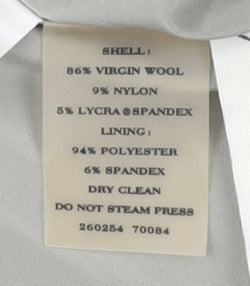 SHELL:
86% VIRGIN WOOL
9% NYLON
5% LYCRA®SPANDEX
LINING:
94% POLYESTER
6% SPANDEX
DRY CLEAN
DO NOT STEAM PRESS
260254 70084